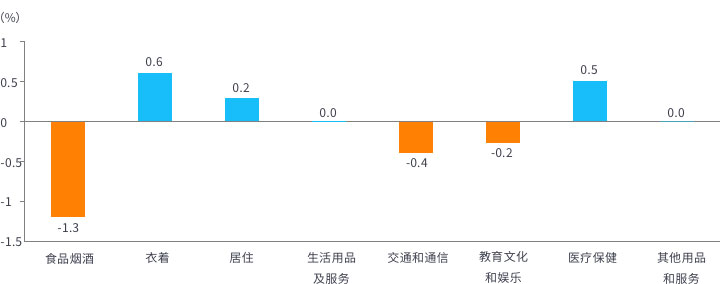 (%)
1
0.5
0
-0.5
-1
-1.5
-1.3
0.6
0.2
0.0
-0.4
-0.2
0.5
0.0
食品烟酒
衣着
居住
生活用品
及服务
交通和通信
教育文化
和娱乐
医疗保健
其他用品
和服务